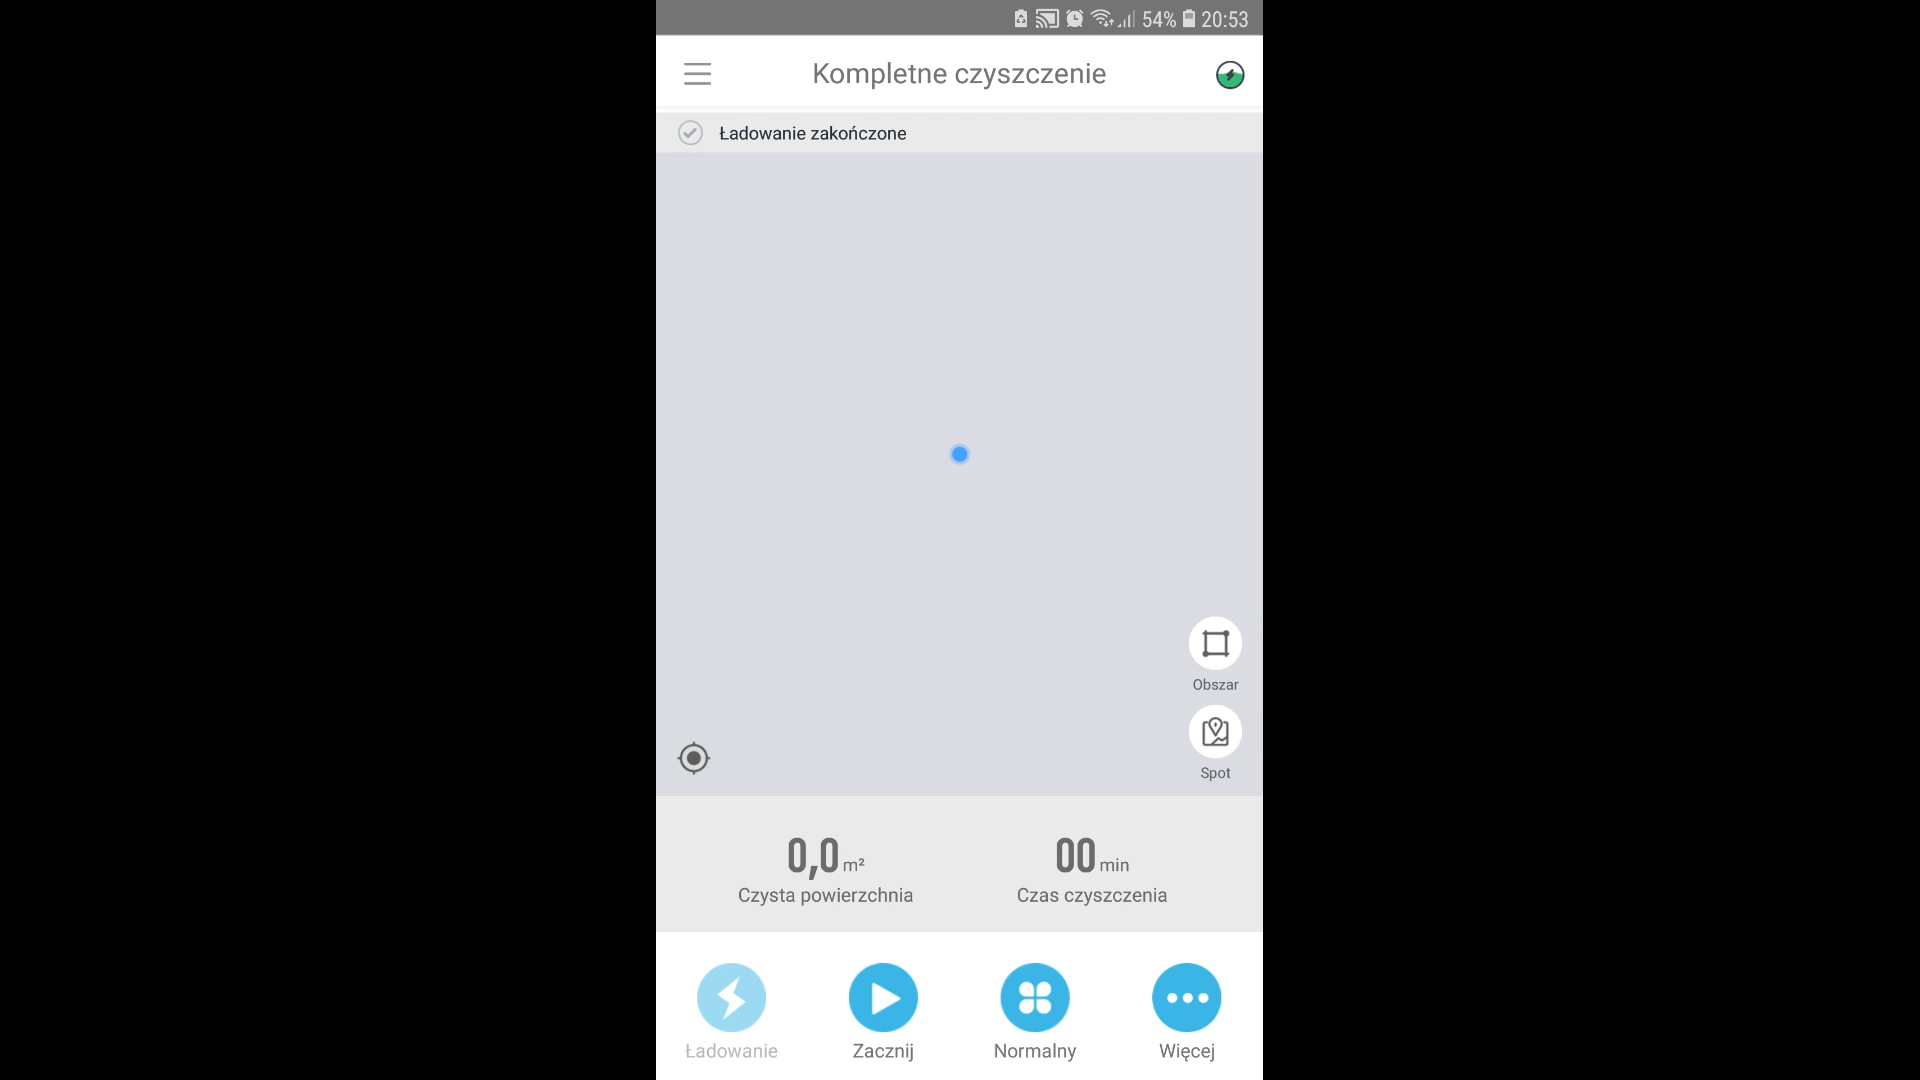 54% 20:53
Kompletne czyszczenie
Ładowanie zakończone
Obszar
Spot
0,0 m² 00 min
Czysta powierzchnia Czas czyszczenia
Ładowanie Zacznij Normalny Więcej